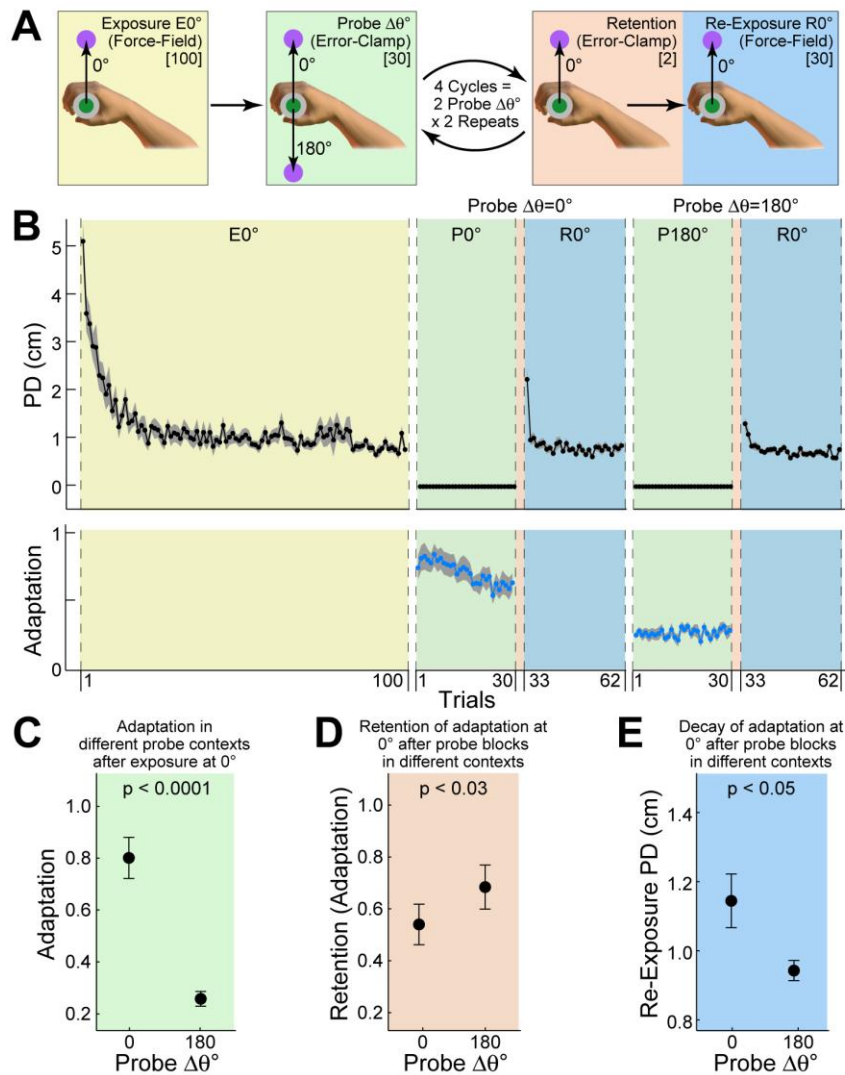 A
Exposure E0°
(Force-Field)
[100]
0°
Probe Δθ°
(Error-Clamp)
[30]
0°
180°
4 Cycles =
2 Probe Δθ°
x 2 Repeats
Retention
(Error-Clamp)
[2]
0°
Re-Exposure R0°
(Force-Field)
[30]
0°
B
Probe Δθ=0°
Probe Δθ=180°
E0°
P0°
R0°
P180°
R0°
PD (cm)
5
4
3
2
1
0
Adaptation
1
0
1
100
1
30
33
62
1
30
33
62
Trials
C
Adaptation in
different probe contexts
after exposure at 0°
p < 0.0001
Adaptation
1.0
0.8
0.6
0.4
0.2
0
180
Probe Δθ°
D
Retention of adaptation at
0° after probe blocks
in different contexts
p < 0.03
Retention (Adaptation)
1.0
0.8
0.6
0.4
0.2
0
180
Probe Δθ°
E
Decay of adaptation at
0° after probe blocks
in different contexts
p < 0.05
Re-Exposure PD (cm)
1.4
1.2
1.0
0.8
0
180
Probe Δθ°